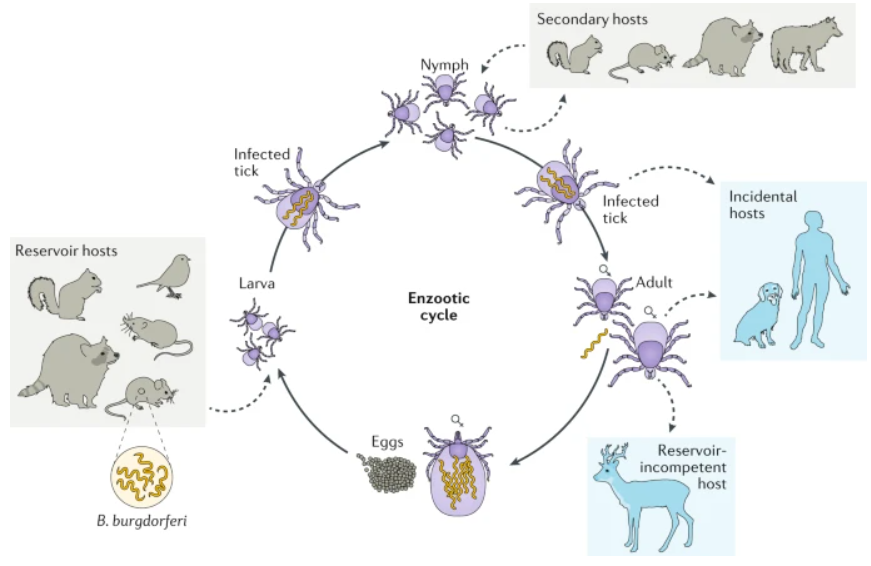 Secondary hosts
Nymph
Infected
tick
Infected
tick
Incidental
hosts
Reservoir hosts
Larva
Adult
Enzootic
cycle
Eggs
Reservoir-
incompetent
host
B. burgdorferi